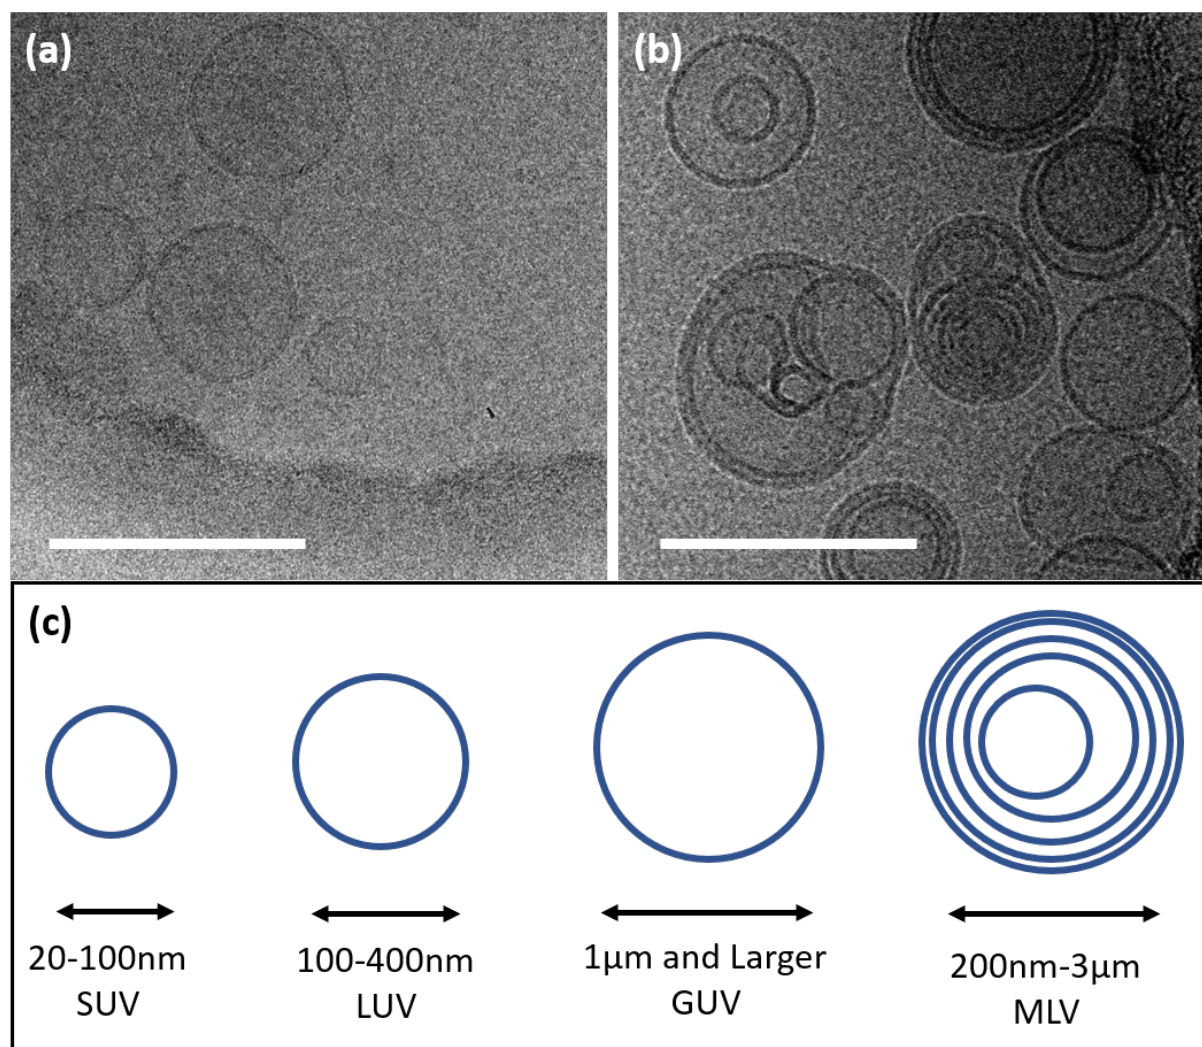 (a)
(b)
(c)
20-100nm
SUV
100-400nm
LUV
1μm and Larger
GUV
200nm-3μm
MLV